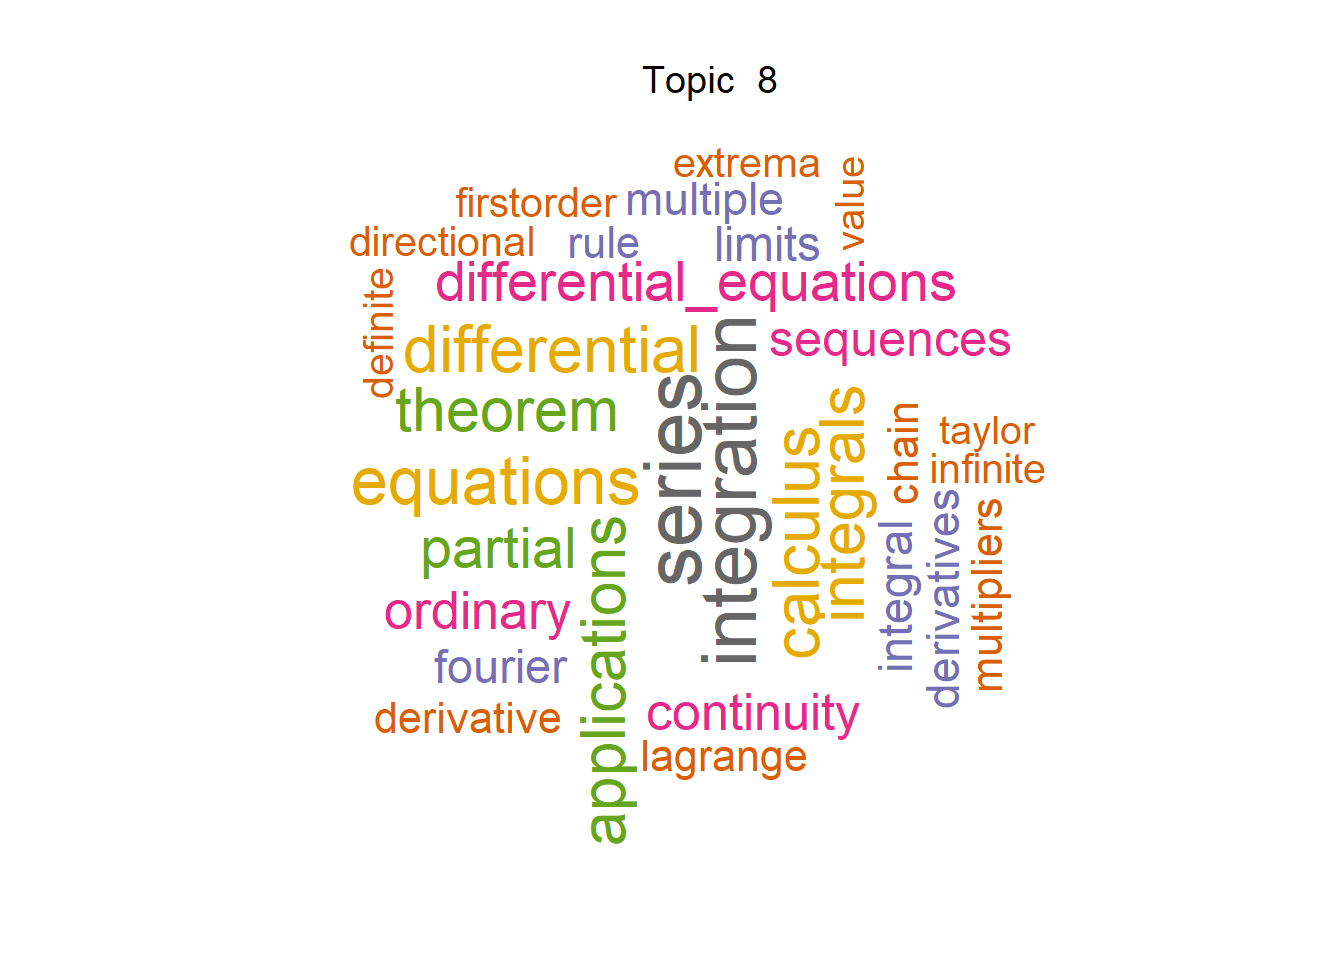 Topic 8
extrema
value
firstorder
multiple
directional
rule
limits
definite
differential_equations
differential
sequences
theorem
series
integration
calculus
integrals
chain
taylor
infinite
equations
partial
applications
integral
derivatives
multipliers
ordinary
fourier
derivative
continuity
lagrange